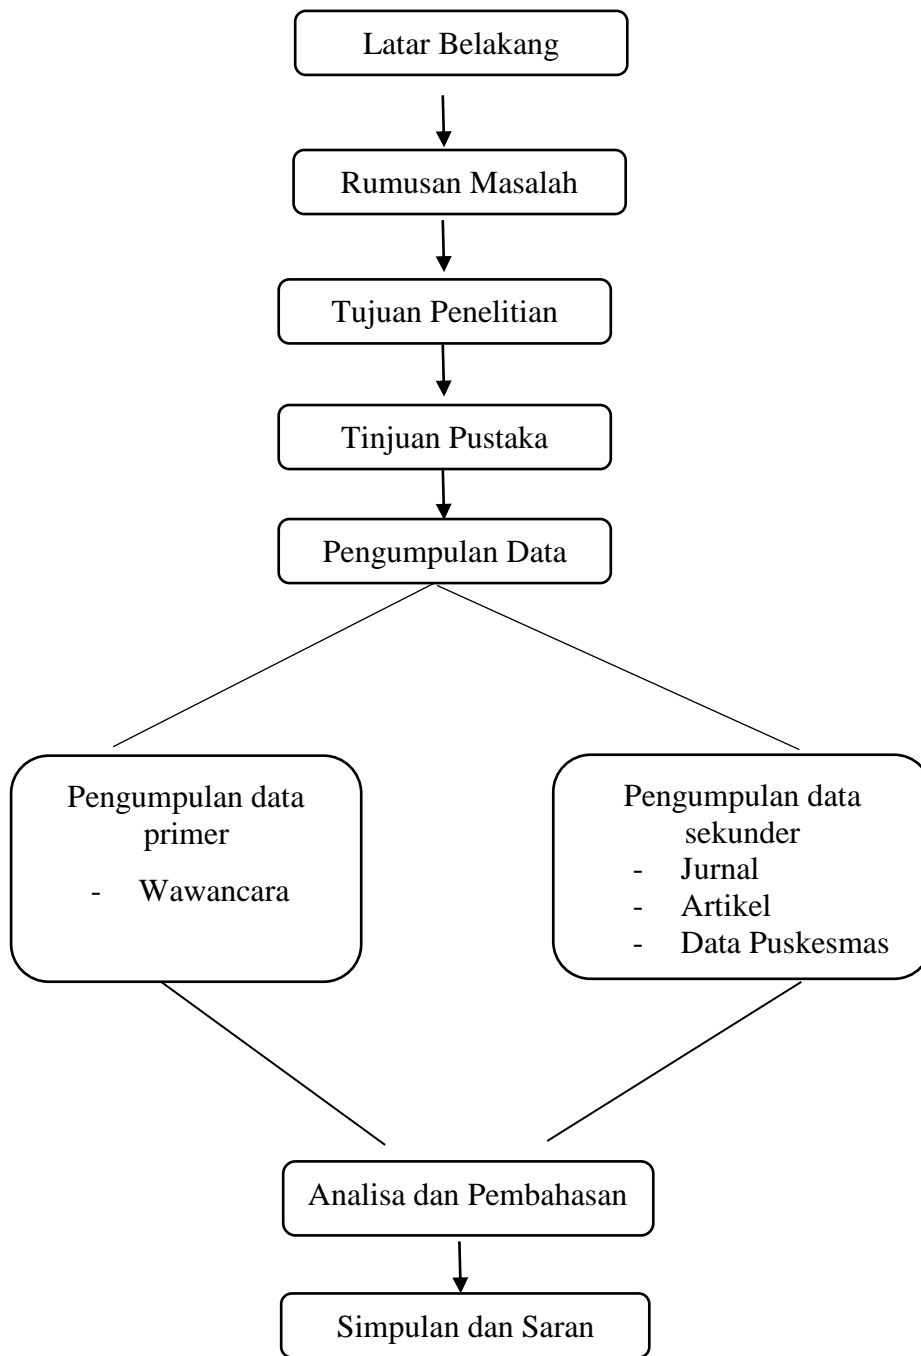 Latar Belakang
Rumusan Masalah
Tujuan Penelitian
Tinjuan Pustaka
Pengumpulan Data
Pengumpulan data
primer
- Wawancara
Pengumpulan data
sekunder
- Jurnal
- Artikel
- Data Puskesmas
Analisa dan Pembahasan
Simpulan dan Saran